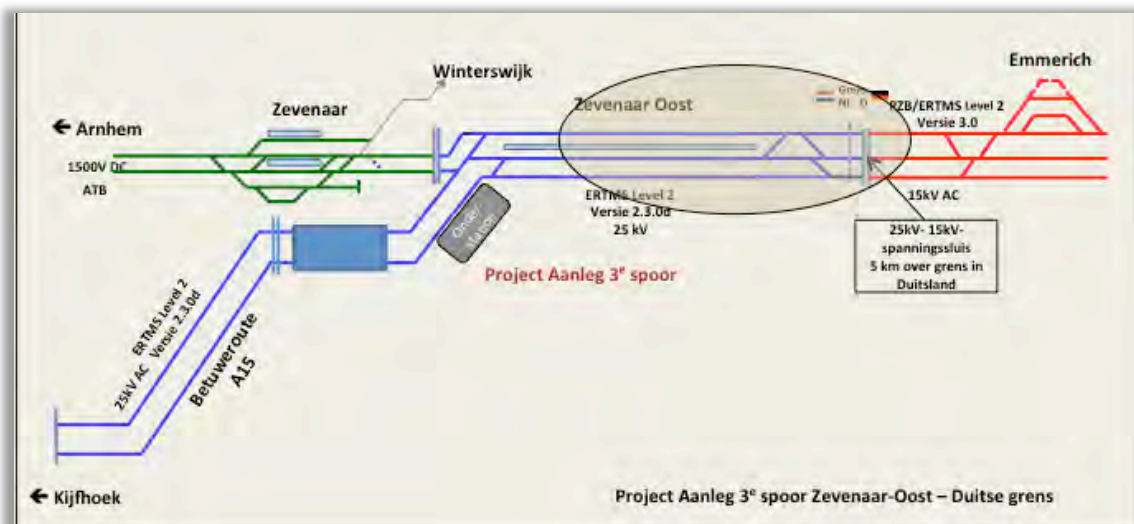 Emmerich
Winterswijk
Zevenaar
Zevenaar Oost
PZB/ERTMS Level 2
Versie 3.0
← Arnhem
1500V DC
ATB
ERTMS Level 2
Versie 2.3.0d
25 kV
15kV AC
Onder
station
25kV- 15kV-
spanningssluis
5 km over grens in
Duitsland
Project Aanleg 3e spoor
ERTMS Level 2
Versie 2.3.0d
25kV AC
Betuweroute
A15
← Kijfhoek
Project Aanleg 3e spoor Zevenaar-Oost – Duitse grens